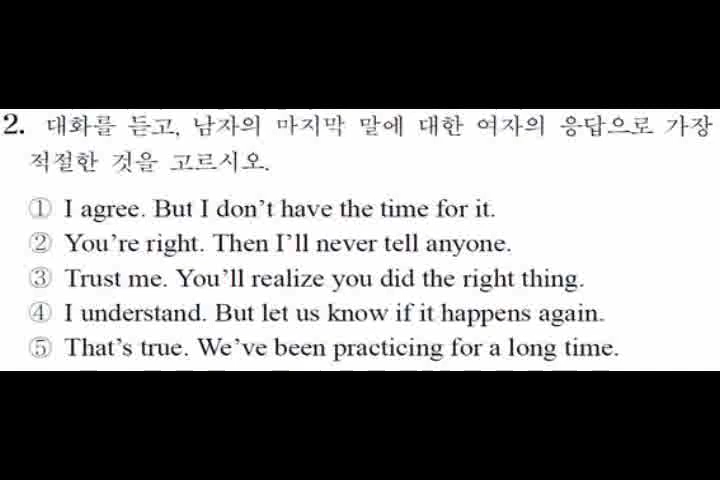 2. 대화를 듣고, 남자의 마지막 말에 대한 여자의 응답으로 가장
적절한 것을 고르시오.
① I agree. But I don't have the time for it.
② You're right. Then I'll never tell anyone.
③ Trust me. You'll realize you did the right thing.
④ I understand. But let us know if it happens again.
⑤ That's true. We've been practicing for a long time.